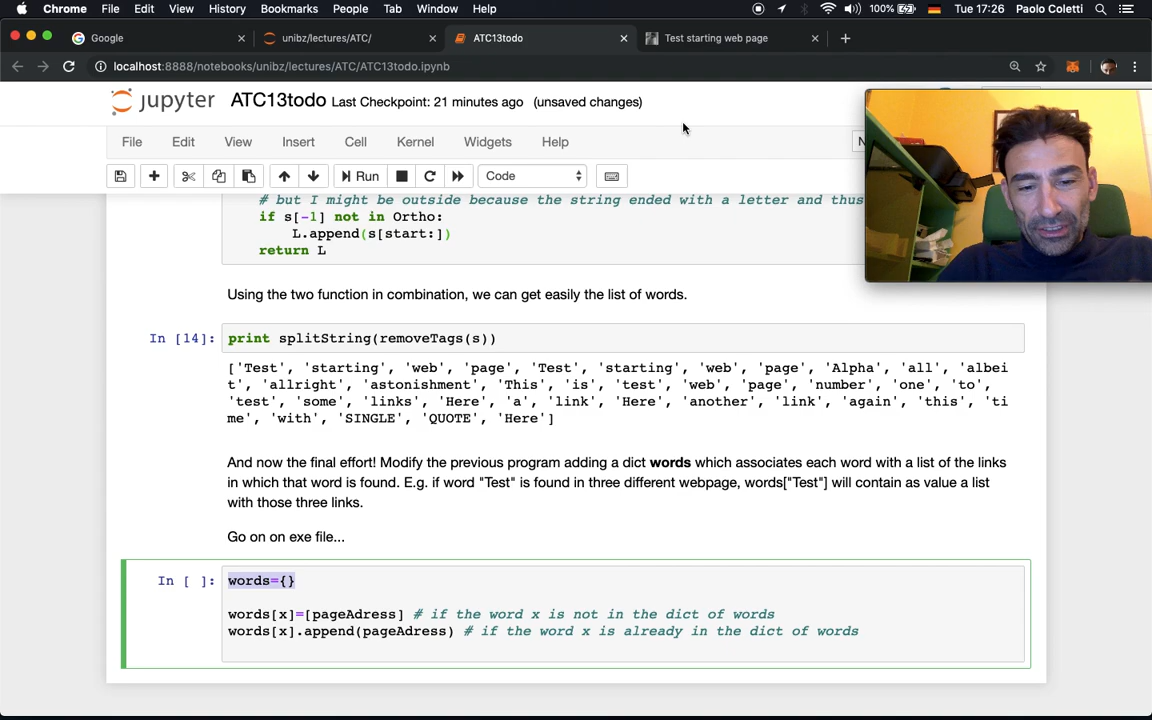 Chrome File Edit View History Bookmarks People Tab Window Help 100% Tue 17:26 Paolo Coletti
Google unibz/lectures/ATC/ ATC13todo Test starting web page
localhost:8888/notebooks/unibz/lectures/ATC/ATC13todo.ipynb
jupyter ATC13todo Last Checkpoint: 21 minutes ago (unsaved changes)
File Edit View Insert Cell Kernel Widgets Help
Run Code
# but I might be outside because the string ended with a letter and thus
if s[-1] not in Ortho:
L.append(s[start:])
return L
Using the two function in combination, we can get easily the list of words.
In [14]: print splitString(removeTags(s))
['Test', 'starting', 'web', 'page', 'Test', 'starting', 'web', 'page', 'Alpha', 'all', 'albei
t', 'allright', 'astonishment', 'This', 'is', 'test', 'web', 'page', 'number', 'one', 'to',
'test', 'some', 'links', 'Here', 'a', 'link', 'Here', 'another', 'link', 'again', 'this', 'ti
me', 'with', 'SINGLE', 'QUOTE', 'Here']
And now the final effort! Modify the previous program adding a dict words which associates each word with a list of the links
in which that word is found. E.g. if word "Test" is found in three different webpage, words["Test"] will contain as value a list
with those three links.
Go on on exe file...
In [ ]: words={}
words[x]=[pageAdress] # if the word x is not in the dict of words
words[x].append(pageAdress) # if the word x is already in the dict of words